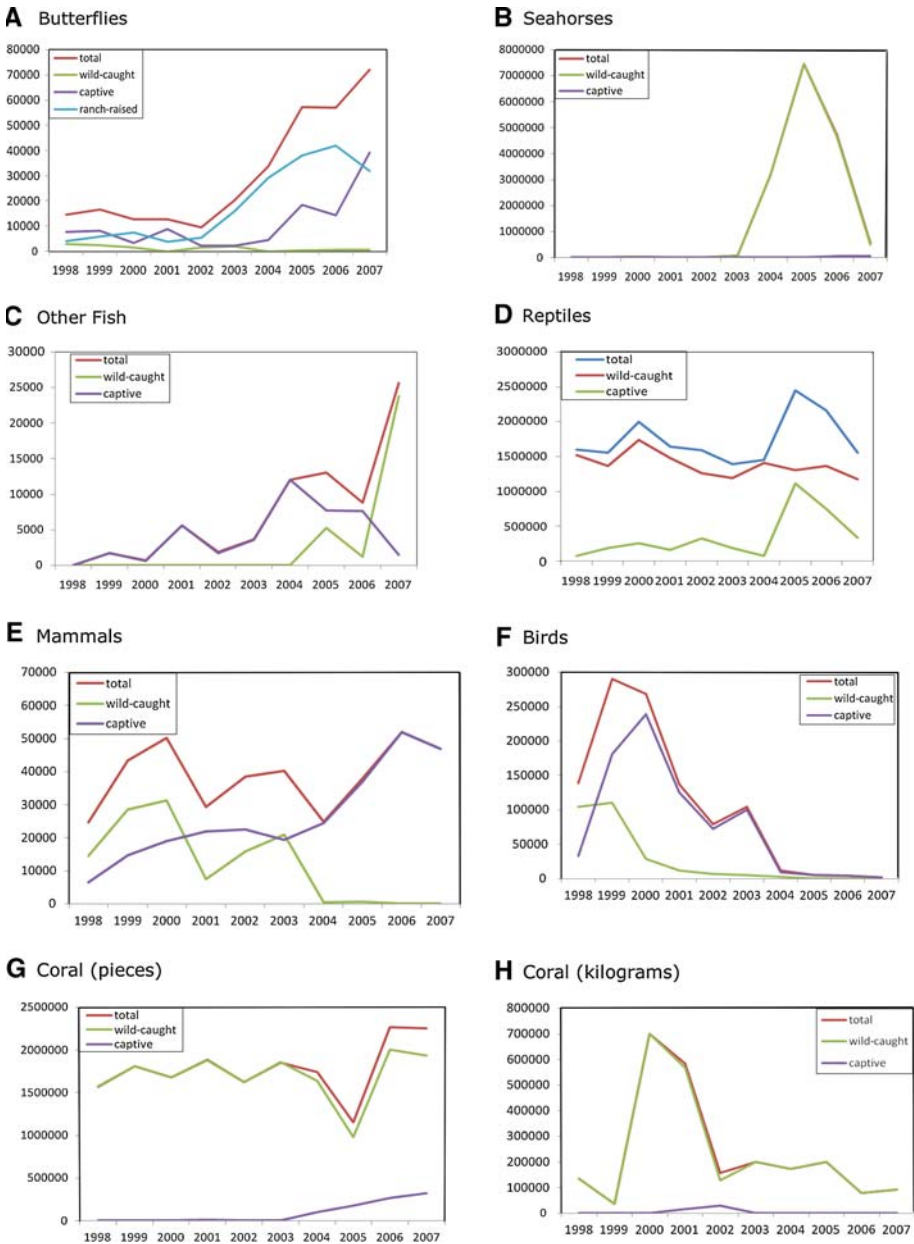 A Butterflies
80000
70000
60000
50000
40000
30000
20000
10000
0
total
wild-caught
captive
ranch-raised
1998 1999 2000 2001 2002 2003 2004 2005 2006 2007
B Seahorses
8000000
7000000
6000000
5000000
4000000
3000000
2000000
1000000
0
total
wild-caught
captive
1998 1999 2000 2001 2002 2003 2004 2005 2006 2007
C Other Fish
30000
25000
20000
15000
10000
5000
0
total
wild-caught
captive
1998 1999 2000 2001 2002 2003 2004 2005 2006 2007
D Reptiles
3000000
2500000
2000000
1500000
1000000
500000
0
total
wild-caught
captive
1998 1999 2000 2001 2002 2003 2004 2005 2006 2007
E Mammals
70000
60000
50000
40000
30000
20000
10000
0
total
wild-caught
captive
1998 1999 2000 2001 2002 2003 2004 2005 2006 2007
F Birds
300000
250000
200000
150000
100000
50000
0
total
wild-caught
captive
1998 1999 2000 2001 2002 2003 2004 2005 2006 2007
G Coral (pieces)
2500000
2000000
1500000
1000000
500000
0
total
wild-caught
captive
1998 1999 2000 2001 2002 2003 2004 2005 2006 2007
H Coral (kilograms)
800000
700000
600000
500000
400000
300000
200000
100000
0
total
wild-caught
captive
1998 1999 2000 2001 2002 2003 2004 2005 2006 2007